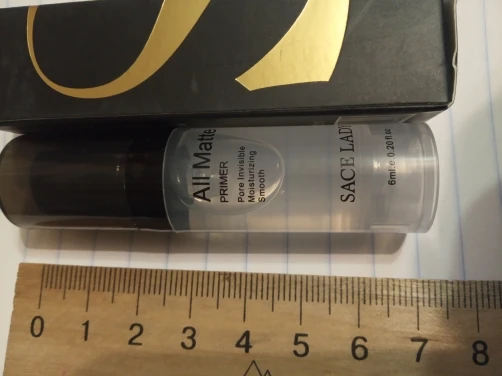 All Matte
PRIMER
Pore Invisible
Moisturizing
Smooth
SACE LADY
6ml.e 0.20 fl.oz
0 1 2 3 4 5 6 7 8